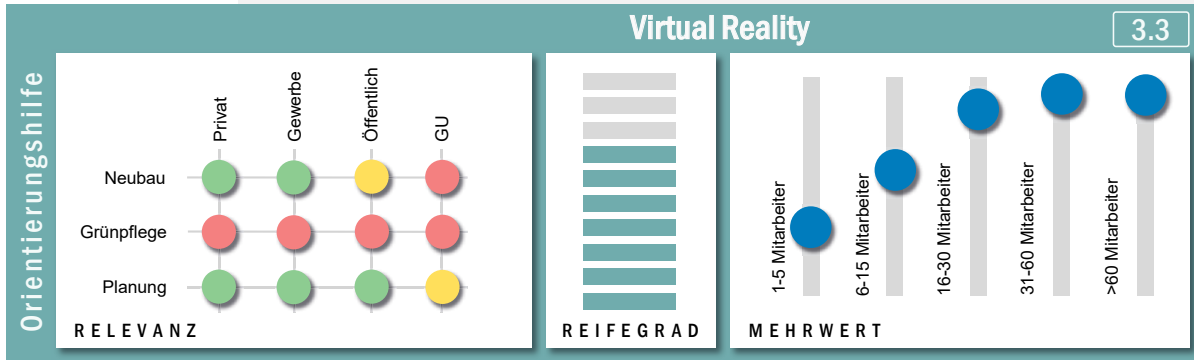 Virtual Reality
3.3
Orientierungshilfe
Privat
Gewerbe
Öffentlich
GU
Neubau
Grünpflege
Planung
RELEVANZ
REIFEGRAD
1-5 Mitarbeiter
6-15 Mitarbeiter
16-30 Mitarbeiter
31-60 Mitarbeiter
>60 Mitarbeiter
MEHRWERT